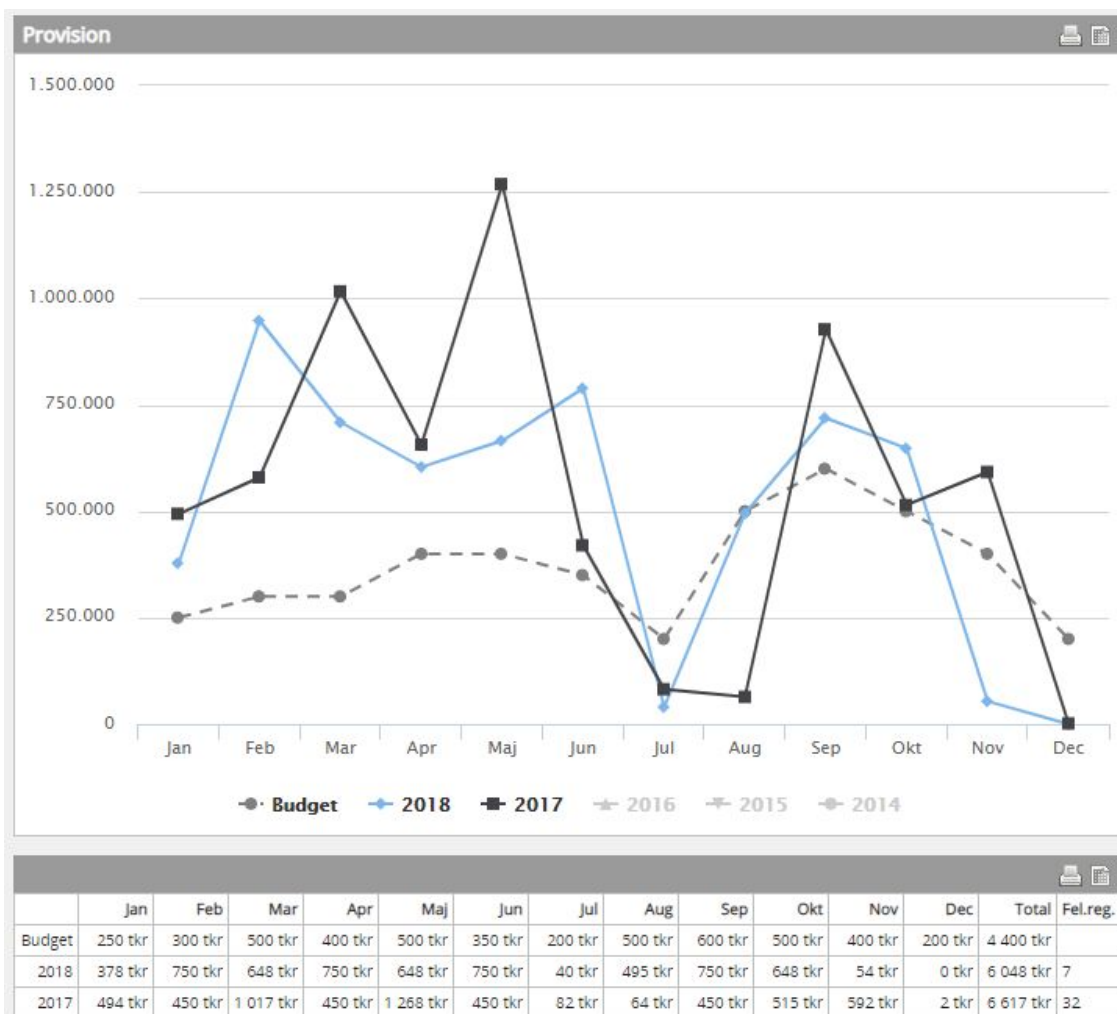 Provision
1.500.000
1.250.000
1.000.000
750.000
500.000
250.000
0
Jan Feb Mar Apr Maj Jun Jul Aug Sep Okt Nov Dec
Budget 2018 2017 2016 2015 2014
Jan Feb Mar Apr Maj Jun Jul Aug Sep Okt Nov Dec Total Fel.reg.
Budget 250 tkr 300 tkr 500 tkr 400 tkr 500 tkr 350 tkr 200 tkr 500 tkr 600 tkr 500 tkr 400 tkr 200 tkr 4 400 tkr
2018 378 tkr 750 tkr 648 tkr 750 tkr 648 tkr 750 tkr 40 tkr 495 tkr 750 tkr 648 tkr 54 tkr 0 tkr 6 048 tkr 7
2017 494 tkr 450 tkr 1 017 tkr 450 tkr 1 268 tkr 450 tkr 82 tkr 64 tkr 450 tkr 515 tkr 592 tkr 2 tkr 6 617 tkr 32